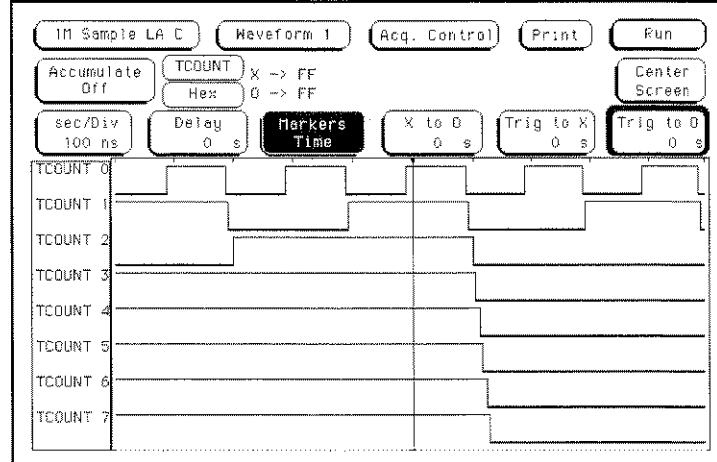 1M Sample LA C Waveform 1 Acq. Control Print Run
Accumulate Off TCOUNT Hex X -> FF O -> FF Center Screen
sec/Div 100 ns Delay 0 s Markers Time X to O 0 s Trig to X 0 s Trig to O 0 s
TCOUNT 0
TCOUNT 1
TCOUNT 2
TCOUNT 3
TCOUNT 4
TCOUNT 5
TCOUNT 6
TCOUNT 7